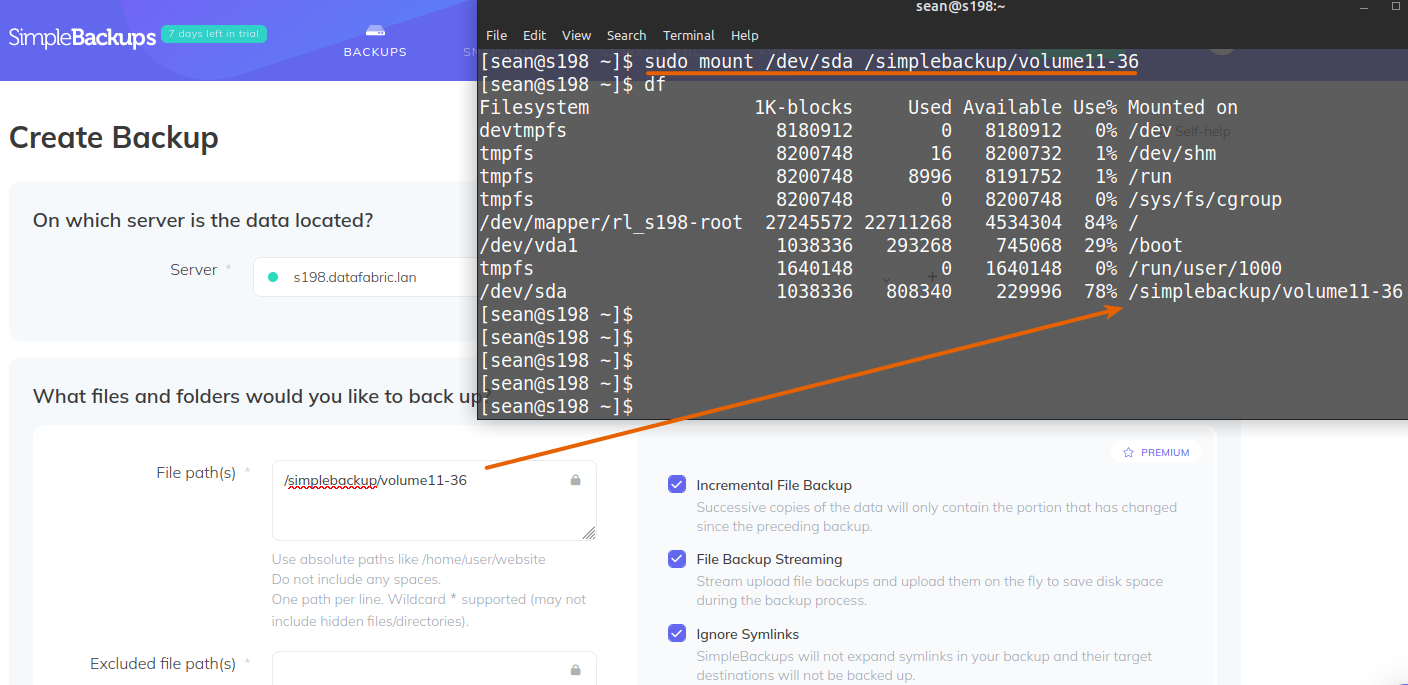 SimpleBackups 7 days left in trial
BACKUPS
sean@s198:~
File Edit View Search Terminal Help
[sean@s198 ~]$ sudo mount /dev/sda /simplebackup/volume11-36
[sean@s198 ~]$ df
Filesystem 1K-blocks Used Available Use% Mounted on
devtmpfs 8180912 0 8180912 0% /dev
tmpfs 8200748 16 8200732 1% /dev/shm
tmpfs 8200748 8996 8191752 1% /run
tmpfs 8200748 0 8200748 0% /sys/fs/cgroup
/dev/mapper/rl_s198-root 27245572 22711268 4534304 84% /
/dev/vda1 1038336 293268 745068 29% /boot
tmpfs 1640148 0 1640148 0% /run/user/1000
/dev/sda 1038336 808340 229996 78% /simplebackup/volume11-36
[sean@s198 ~]$
[sean@s198 ~]$
[sean@s198 ~]$
[sean@s198 ~]$
[sean@s198 ~]$
Self-help
Create Backup
On which server is the data located?
Server *
s198.datafabric.lan
What files and folders would you like to back up?
File path(s) *
/simplebackup/volume11-36
Use absolute paths like /home/user/website
Do not include any spaces.
One path per line. Wildcard * supported (may not
include hidden files/directories).
Excluded file path(s) *
PREMIUM
Incremental File Backup
Successive copies of the data will only contain the portion that has changed
since the preceding backup.
File Backup Streaming
Stream upload file backups and upload them on the fly to save disk space
during the backup process.
Ignore Symlinks
SimpleBackups will not expand symlinks in your backup and their target
destinations will not be backed up.